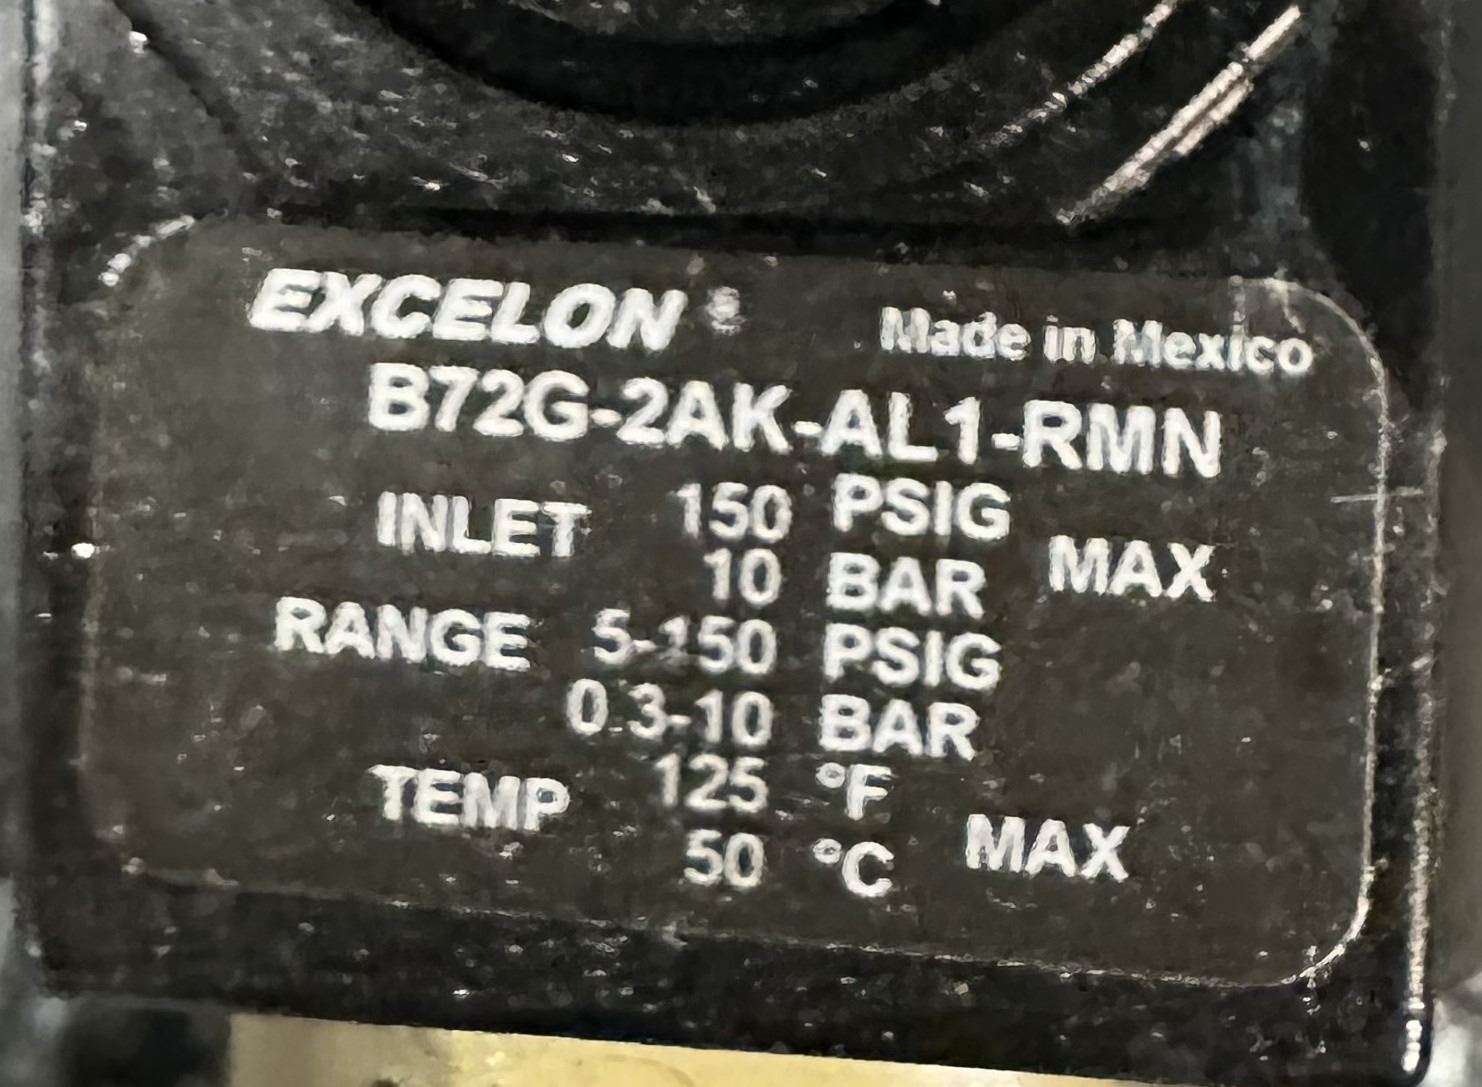 EXCELON ® Made in Mexico
B72G-2AK-AL1-RMN
INLET 150 PSIG
10 BAR MAX
RANGE 5-150 PSIG
0.3-10 BAR
TEMP 125 °F
50 °C MAX